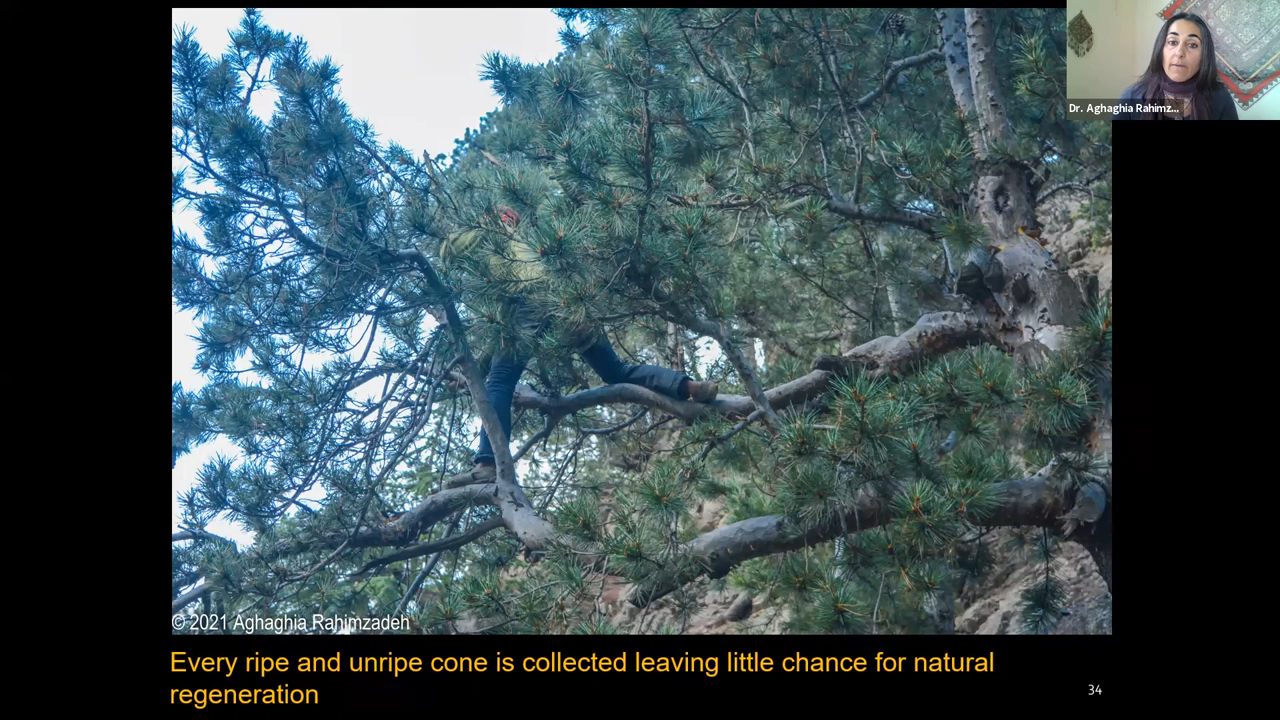 Dr. Aghaghia Rahimz...
© 2021 Aghaghia Rahimzadeh
Every ripe and unripe cone is collected leaving little chance for natural
regeneration
34